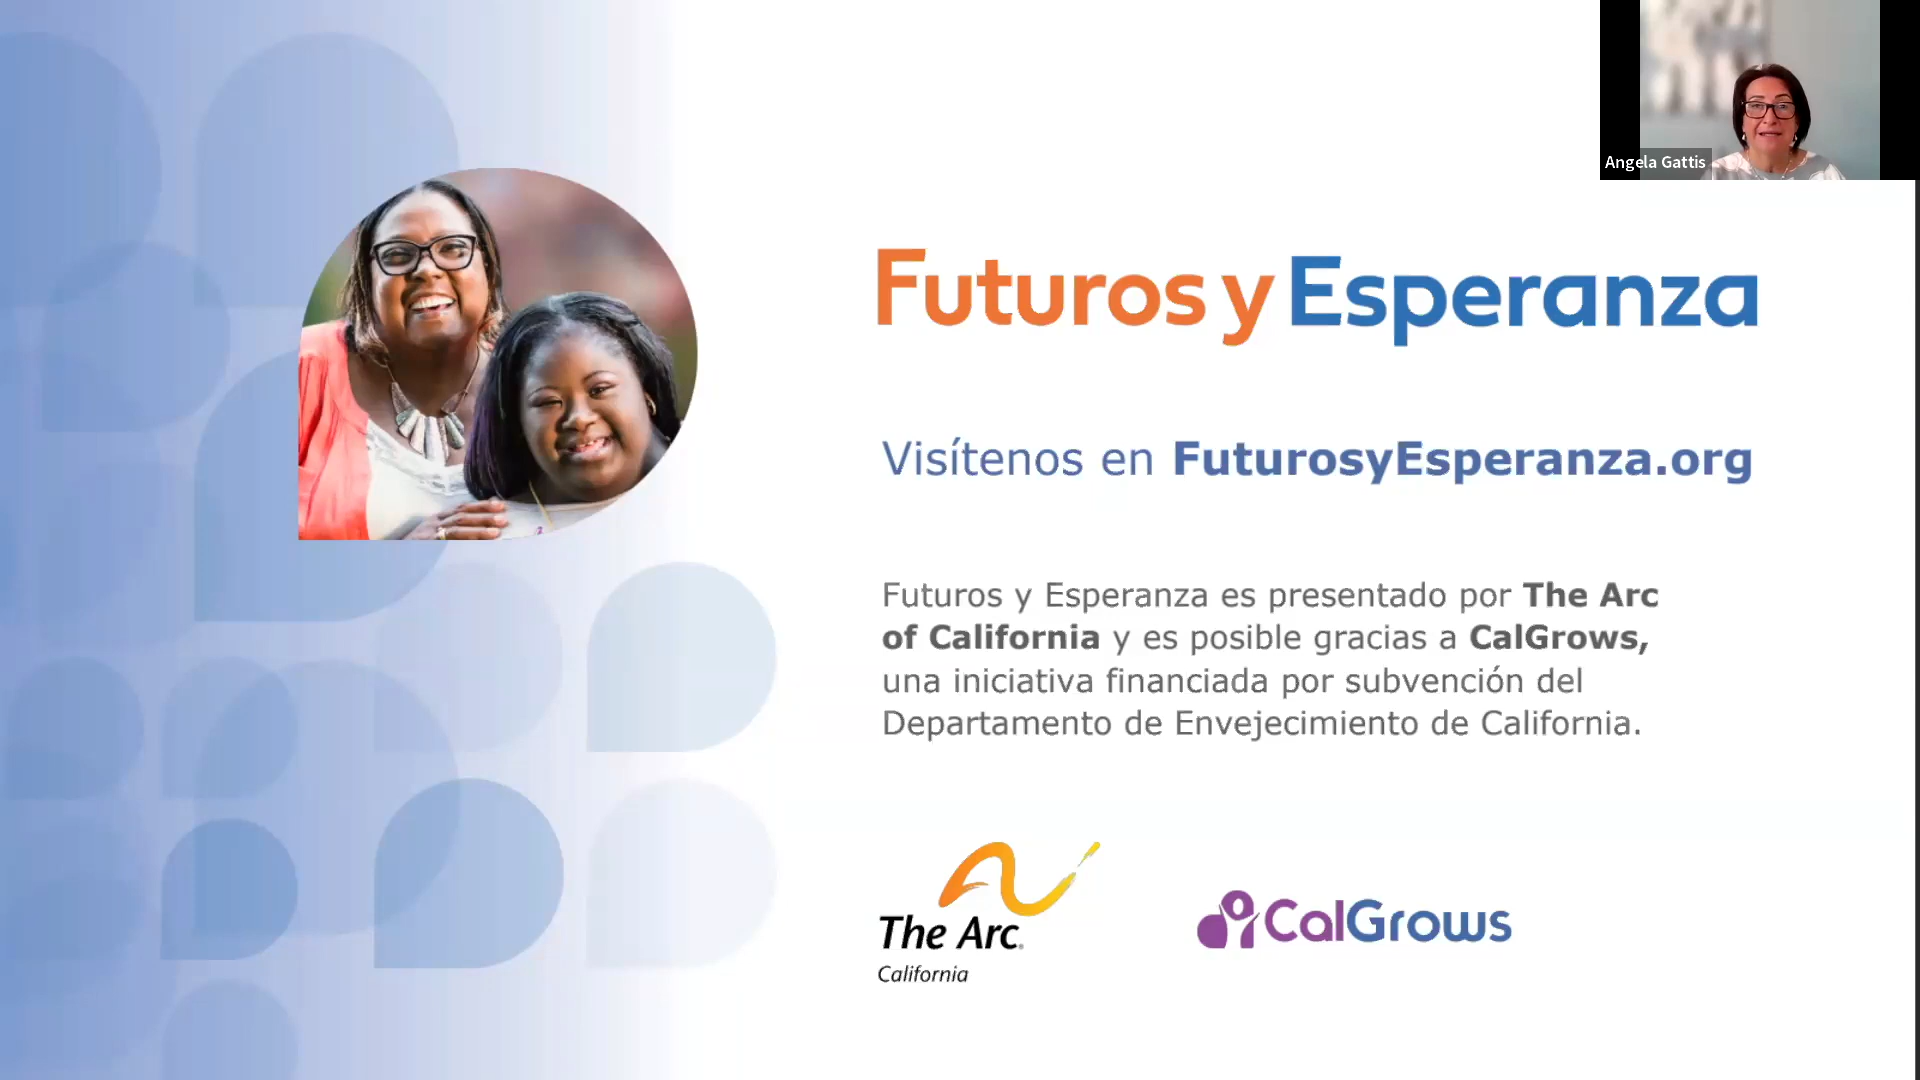 Angela Gattis
Futuros y Esperanza
Visítenos en FuturosyEsperanza.org
Futuros y Esperanza es presentado por The Arc
of California y es posible gracias a CalGrows,
una iniciativa financiada por subvención del
Departamento de Envejecimiento de California.
The Arc®
California
CalGrows